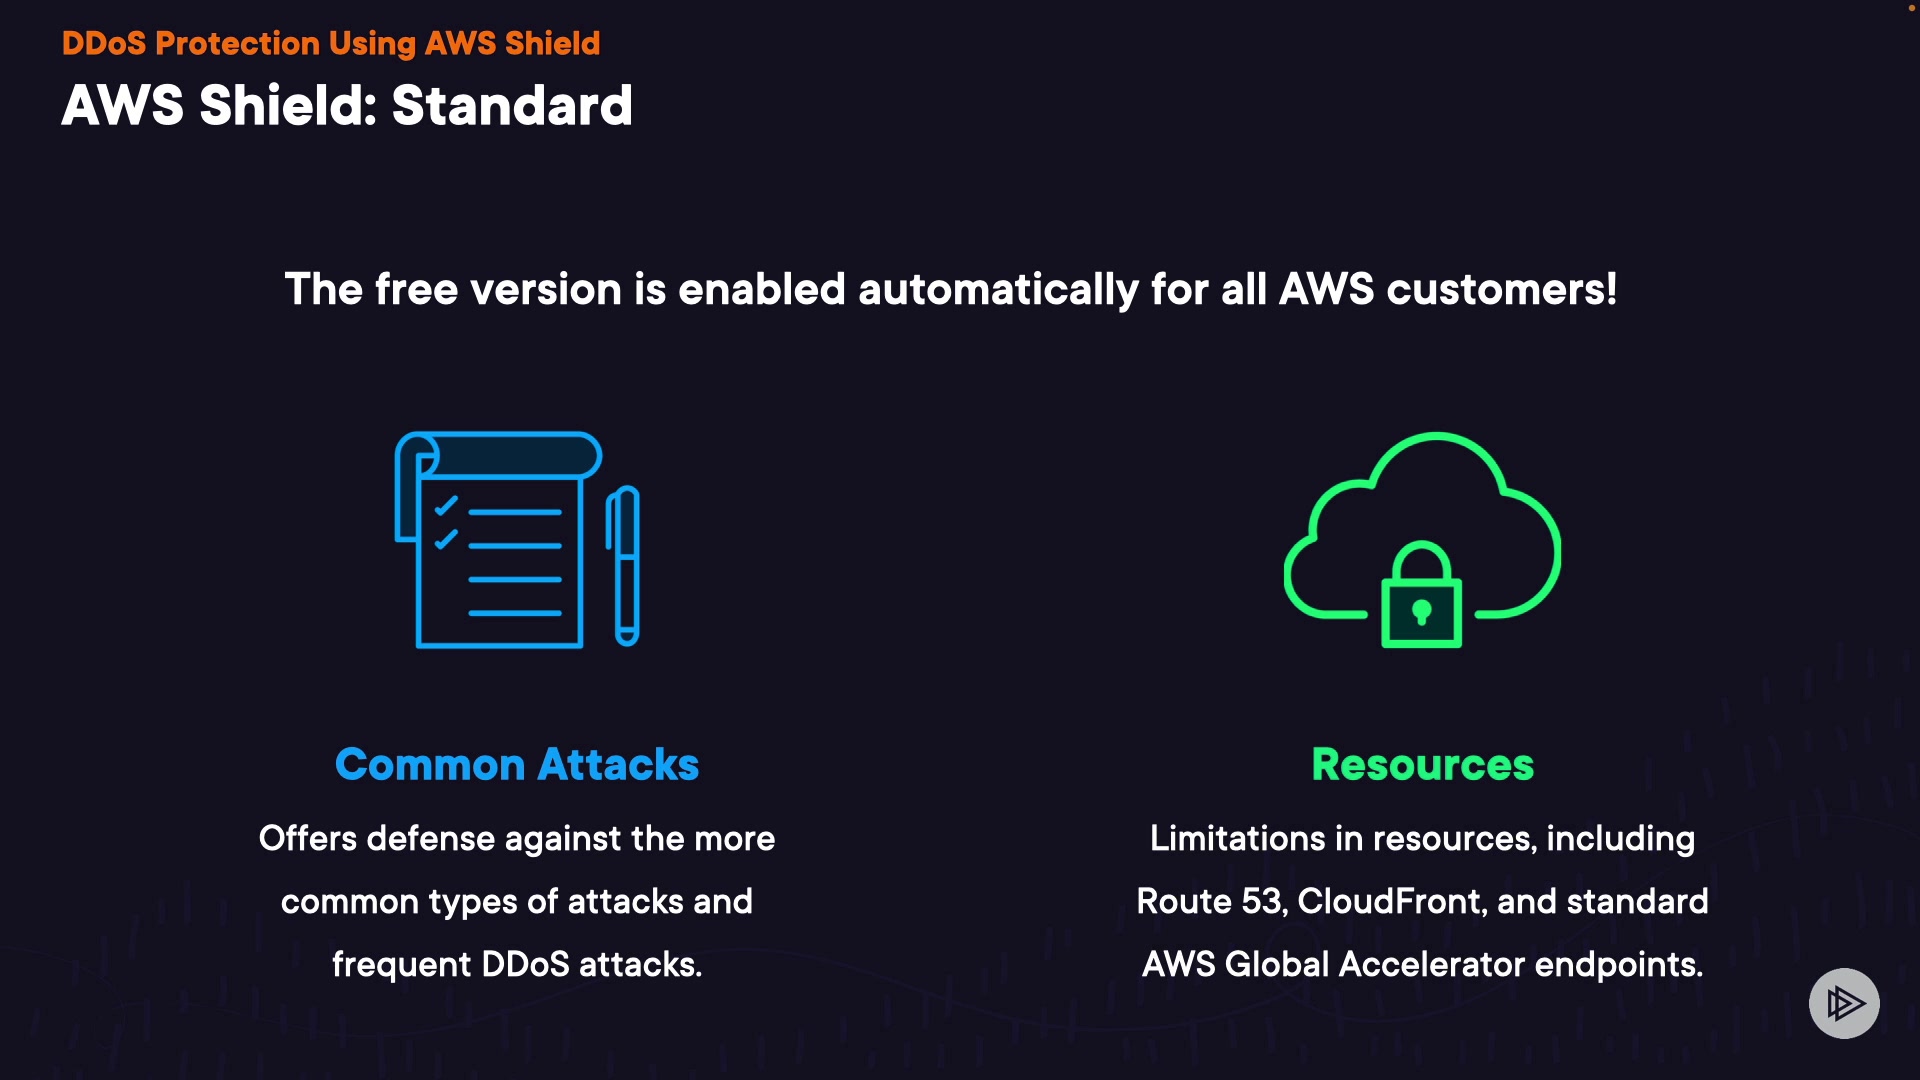 DDoS Protection Using AWS Shield
AWS Shield: Standard
The free version is enabled automatically for all AWS customers!
Common Attacks
Offers defense against the more
common types of attacks and
frequent DDoS attacks.
Resources
Limitations in resources, including
Route 53, CloudFront, and standard
AWS Global Accelerator endpoints.